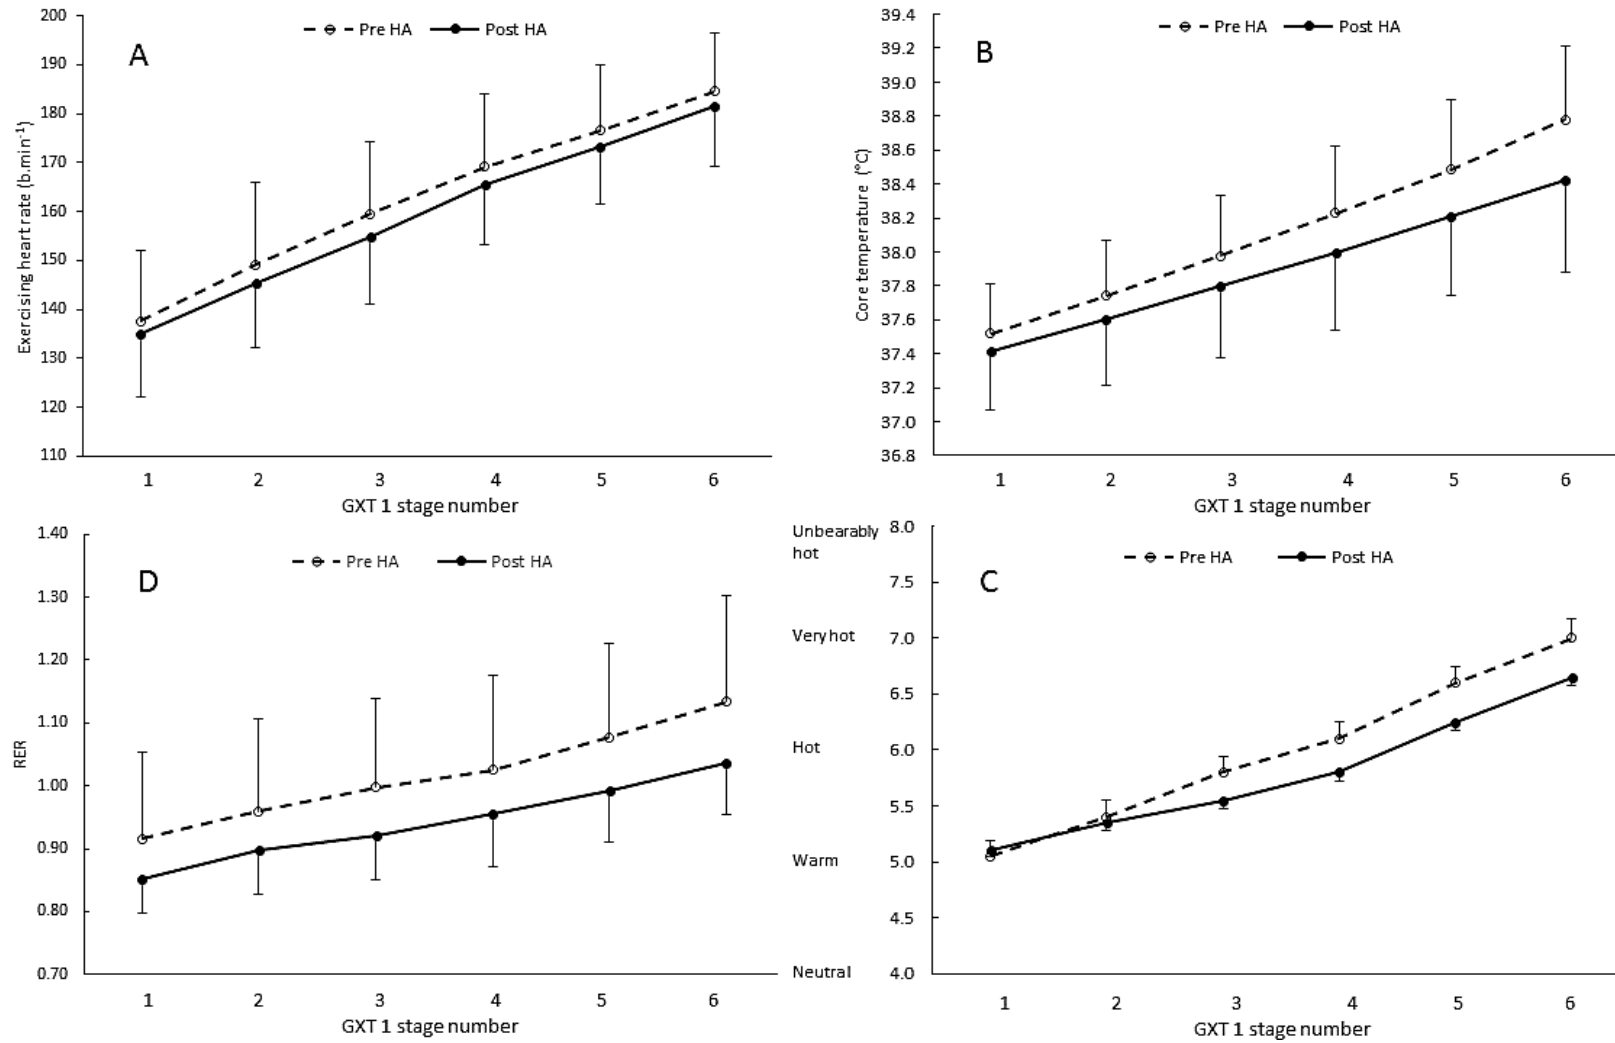 A
Pre HA Post HA
Exercising heart rate (b.min⁻¹)
200
190
180
170
160
150
140
130
120
110
1 2 3 4 5 6
GXT 1 stage number
B
Pre HA Post HA
Core temperature (°C)
39.4
39.2
39.0
38.8
38.6
38.4
38.2
38.0
37.8
37.6
37.4
37.2
37.0
36.8
1 2 3 4 5 6
GXT 1 stage number
D
Pre HA Post HA
RER
1.40
1.30
1.20
1.10
1.00
0.90
0.80
0.70
1 2 3 4 5 6
GXT 1 stage number
C
Pre HA Post HA
Unbearably
hot
Very hot
Hot
Warm
Neutral
8.0
7.5
7.0
6.5
6.0
5.5
5.0
4.5
4.0
1 2 3 4 5 6
GXT 1 stage number